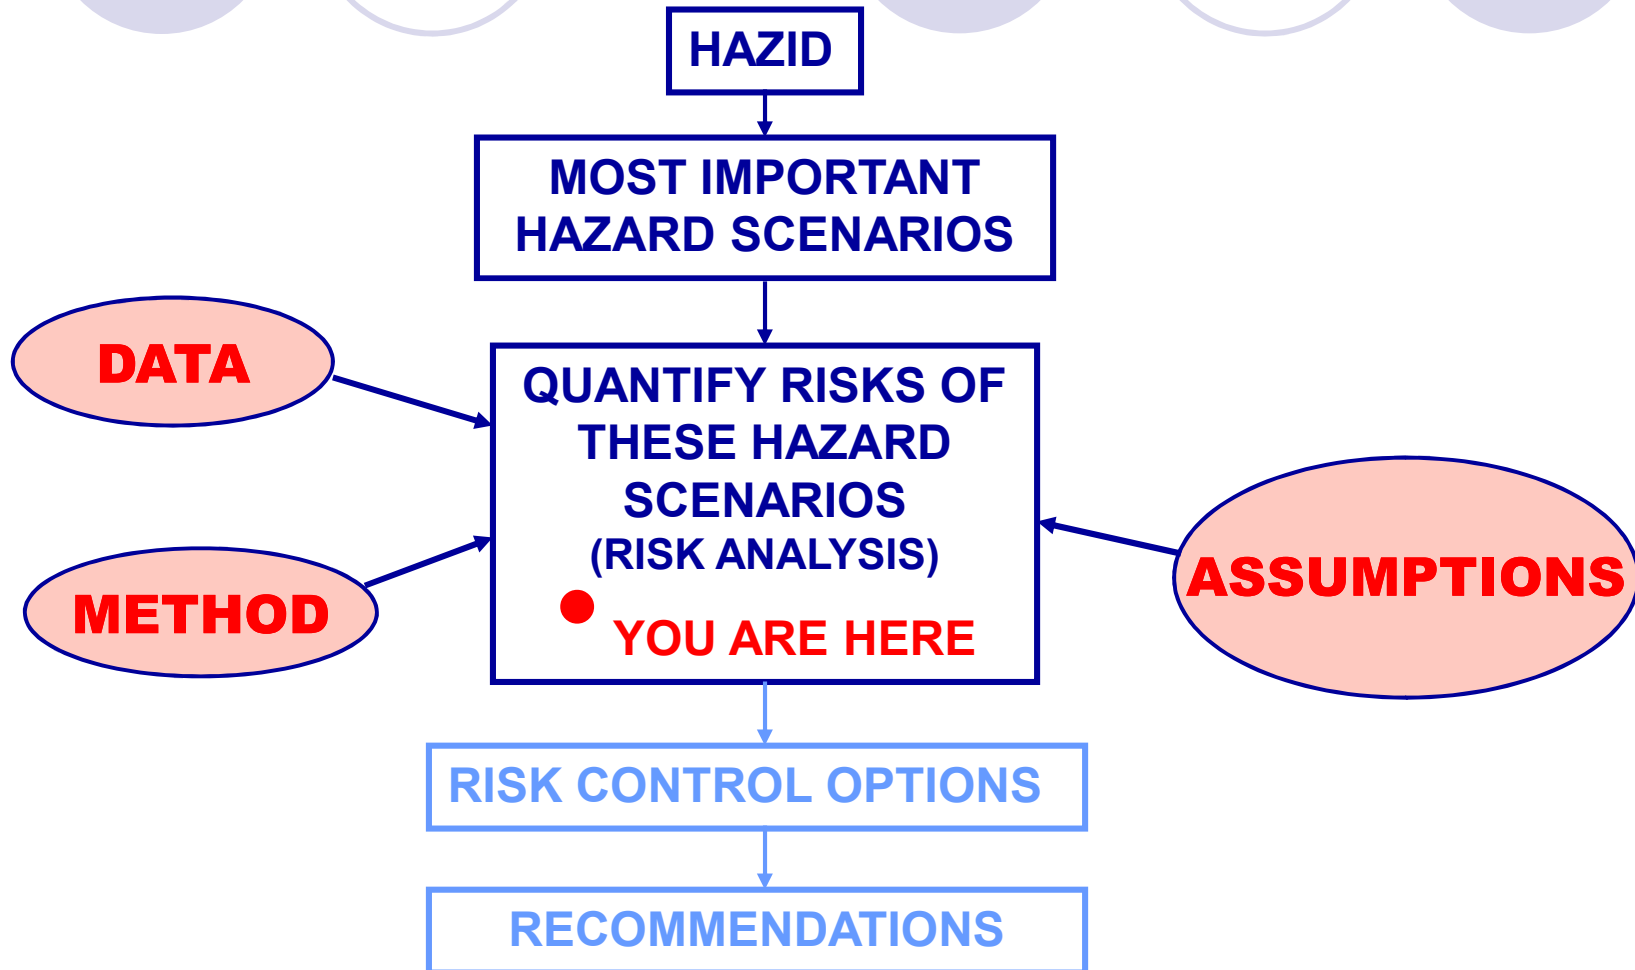 HAZID
MOST IMPORTANT
HAZARD SCENARIOS
DATA
QUANTIFY RISKS OF
THESE HAZARD
SCENARIOS
(RISK ANALYSIS)
YOU ARE HERE
METHOD
ASSUMPTIONS
RISK CONTROL OPTIONS
RECOMMENDATIONS